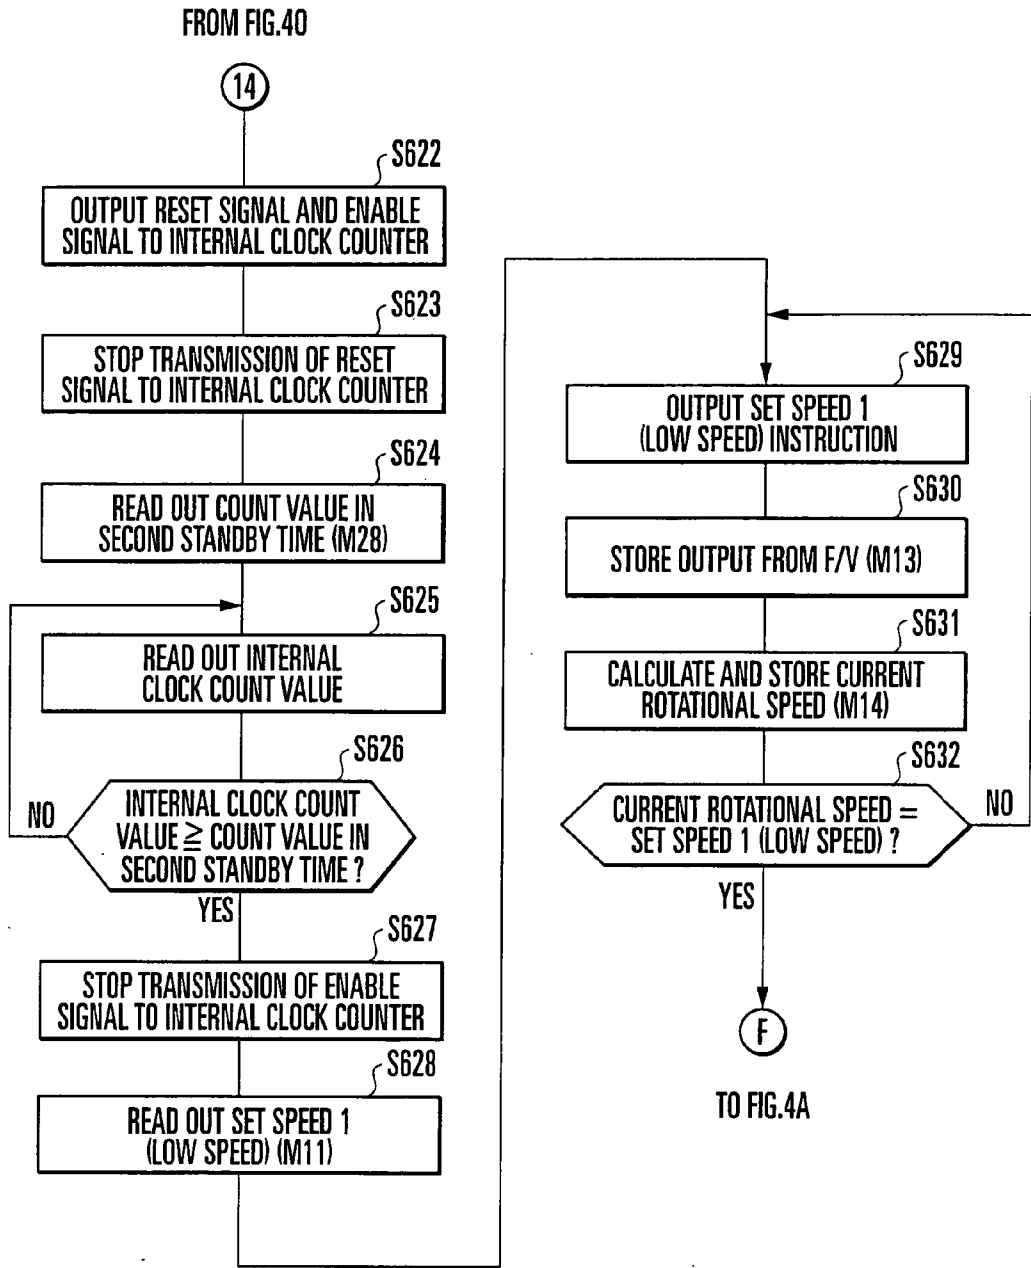 FROM FIG.40
14
S622
OUTPUT RESET SIGNAL AND ENABLE
SIGNAL TO INTERNAL CLOCK COUNTER
S623
STOP TRANSMISSION OF RESET
SIGNAL TO INTERNAL CLOCK COUNTER
S624
READ OUT COUNT VALUE IN
SECOND STANDBY TIME (M28)
S625
READ OUT INTERNAL
CLOCK COUNT VALUE
S626
INTERNAL CLOCK COUNT
VALUE ≧ COUNT VALUE IN
SECOND STANDBY TIME ?
NO
YES
S627
STOP TRANSMISSION OF ENABLE
SIGNAL TO INTERNAL CLOCK COUNTER
S628
READ OUT SET SPEED 1
(LOW SPEED) (M11)
S629
OUTPUT SET SPEED 1
(LOW SPEED) INSTRUCTION
S630
STORE OUTPUT FROM F/V (M13)
S631
CALCULATE AND STORE CURRENT
ROTATIONAL SPEED (M14)
S632
CURRENT ROTATIONAL SPEED =
SET SPEED 1 (LOW SPEED) ?
NO
YES
F
TO FIG.4A